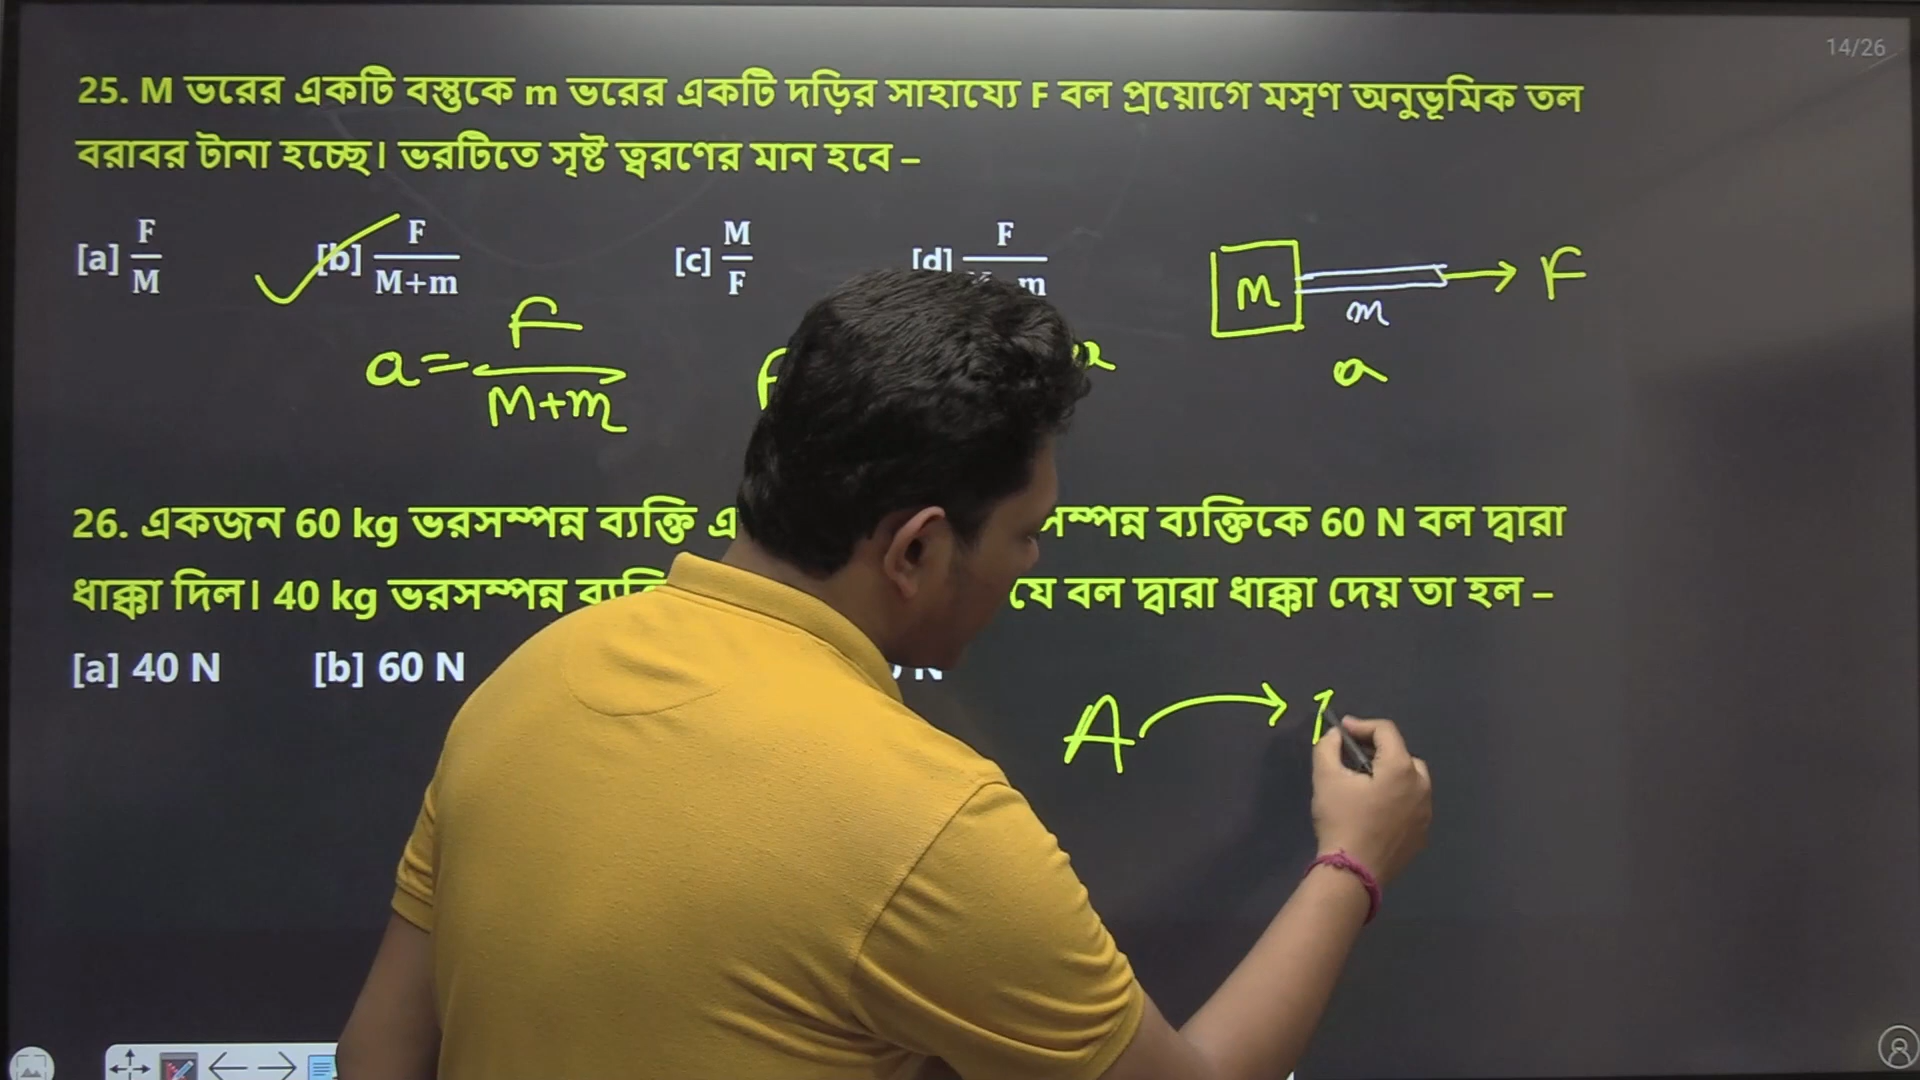 14/26
25. M ভরের একটি বস্তুকে m ভরের একটি দড়ির সাহায্যে F বল প্রয়োগে মসৃণ অনুভূমিক তল
বরাবর টানা হচ্ছে। ভরটিতে সৃষ্ট ত্বরণের মান হবে –
[a] F/M [b] F/M+m [c] M/F [d] F
M m F
a
a = F/M+m
26. একজন 60 kg ভরসম্পন্ন ব্যক্তি ব্যক্তিকে 60 N বল দ্বারা
ধাক্কা দিল। 40 kg ভরসম্পন্ন যে বল দ্বারা ধাক্কা দেয় তা হল –
[a] 40 N [b] 60 N N
A →